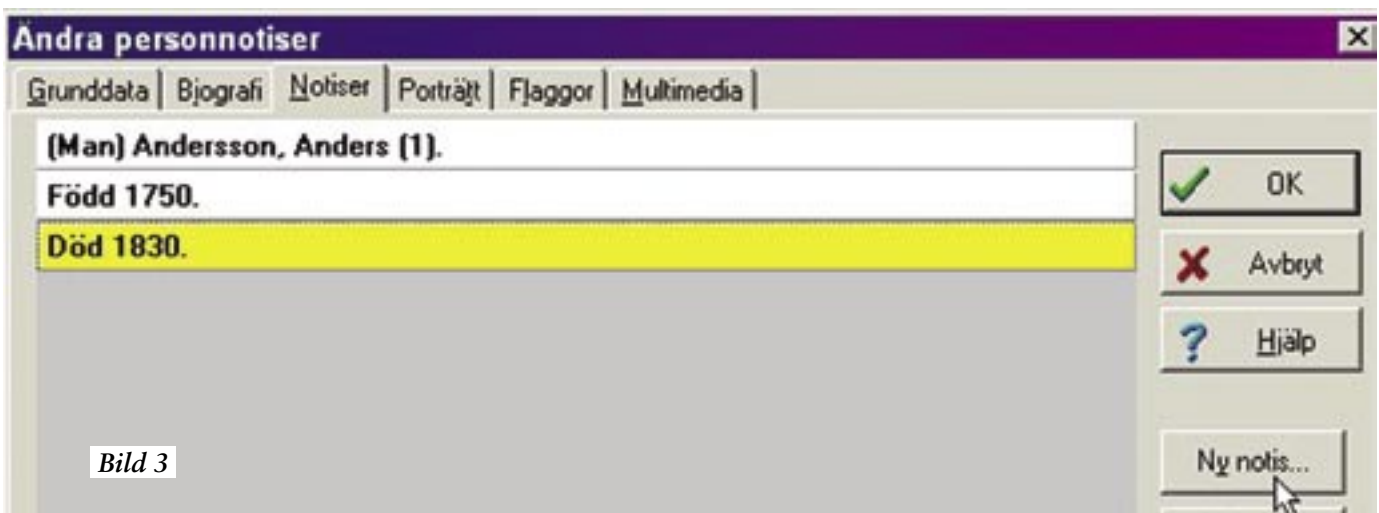 Ändra personnotiser
Grunddata Biografi Notiser Porträtt Flaggor Multimedia
(Man) Andersson, Anders (1).
Född 1750.
Död 1830.
OK
Avbryt
Hjälp
Ny notis...
Bild 3